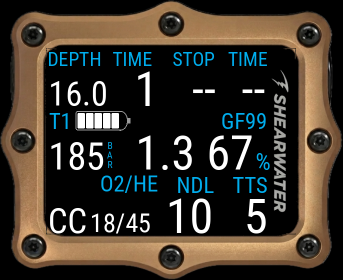 DEPTH TIME STOP TIME
16.0 1 -- --
T1 GF99
185 BAR 1.3 67%
O2/HE NDL TTS
CC 18/45 10 5
SHEARWATER